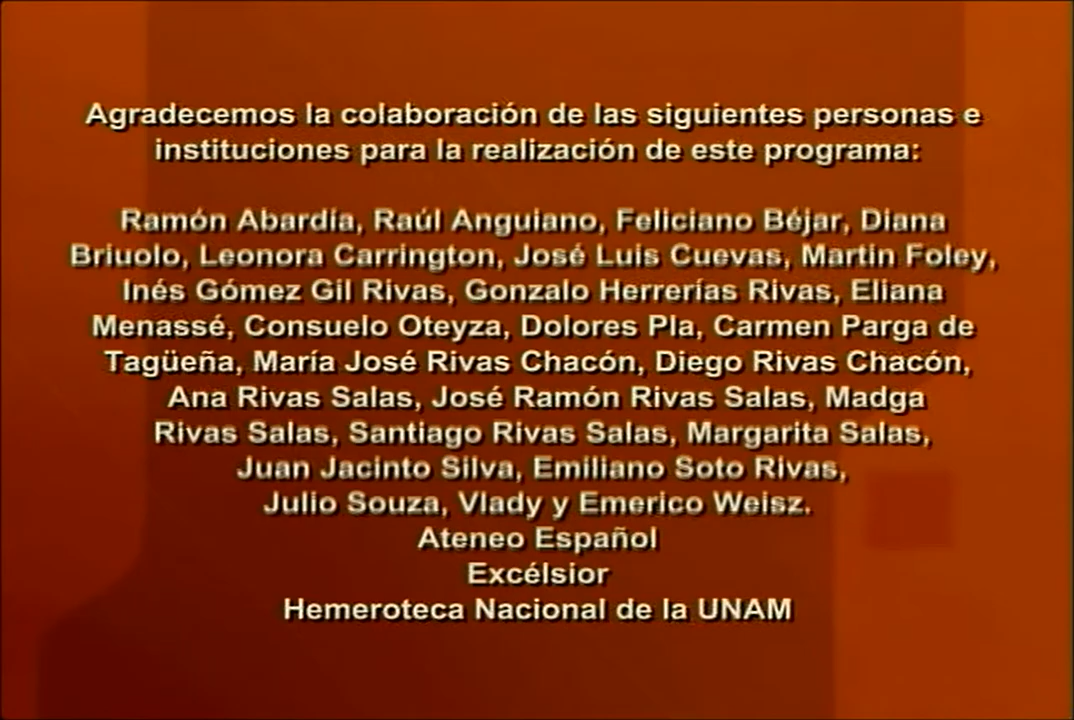 Agradecemos la colaboración de las siguientes personas e
instituciones para la realización de este programa:
Ramón Abardía, Raúl Anguiano, Feliciano Béjar, Diana
Briuolo, Leonora Carrington, José Luis Cuevas, Martin Foley,
Inés Gómez Gil Rivas, Gonzalo Herrerías Rivas, Eliana
Menassé, Consuelo Oteyza, Dolores Pla, Carmen Parga de
Tagüeña, María José Rivas Chacón, Diego Rivas Chacón,
Ana Rivas Salas, José Ramón Rivas Salas, Madga
Rivas Salas, Santiago Rivas Salas, Margarita Salas,
Juan Jacinto Silva, Emiliano Soto Rivas,
Julio Souza, Vlady y Emerico Weisz.
Ateneo Español
Excélsior
Hemeroteca Nacional de la UNAM